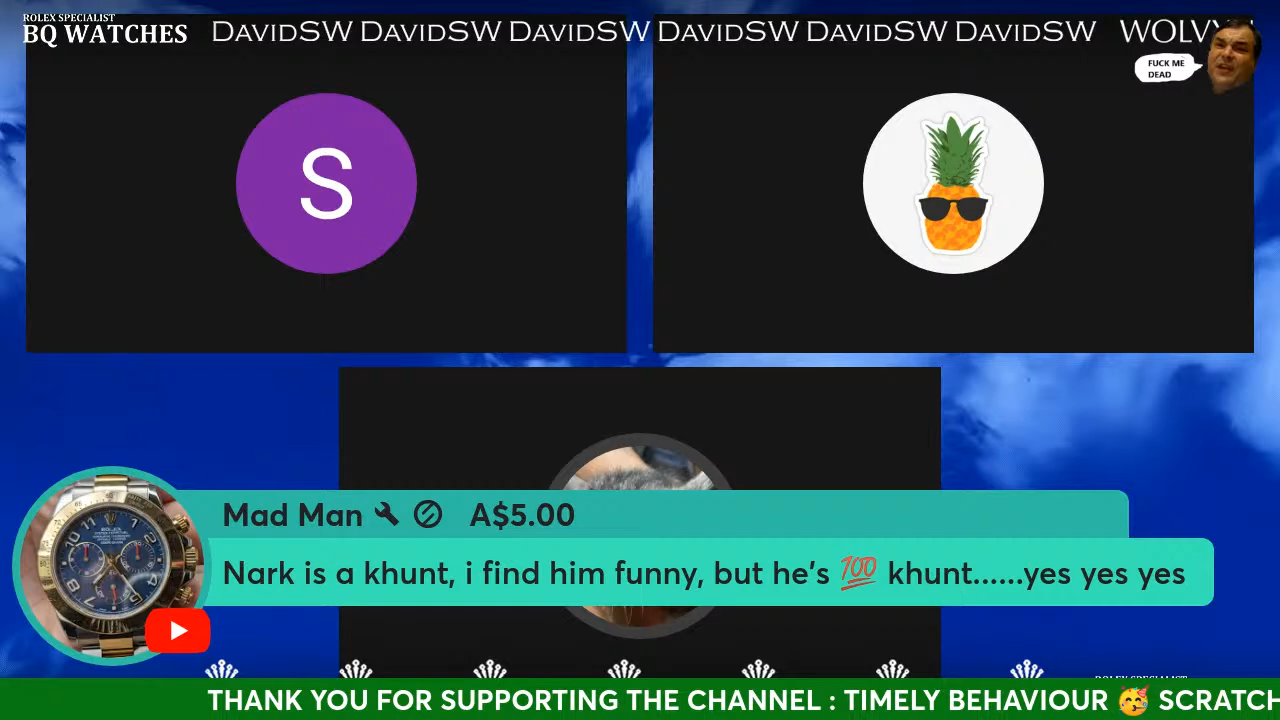 ROLEX SPECIALIST
BQ WATCHES
DAVIDSW DAVIDSW DAVIDSW DAVIDSW DAVIDSW DAVIDSW
FUCK ME
DEAD
S
Mad Man A$5.00
Nark is a khunt, i find him funny, but he's 💯 khunt......yes yes yes
THANK YOU FOR SUPPORTING THE CHANNEL : TIMELY BEHAVIOUR 🥳 SCRATCH